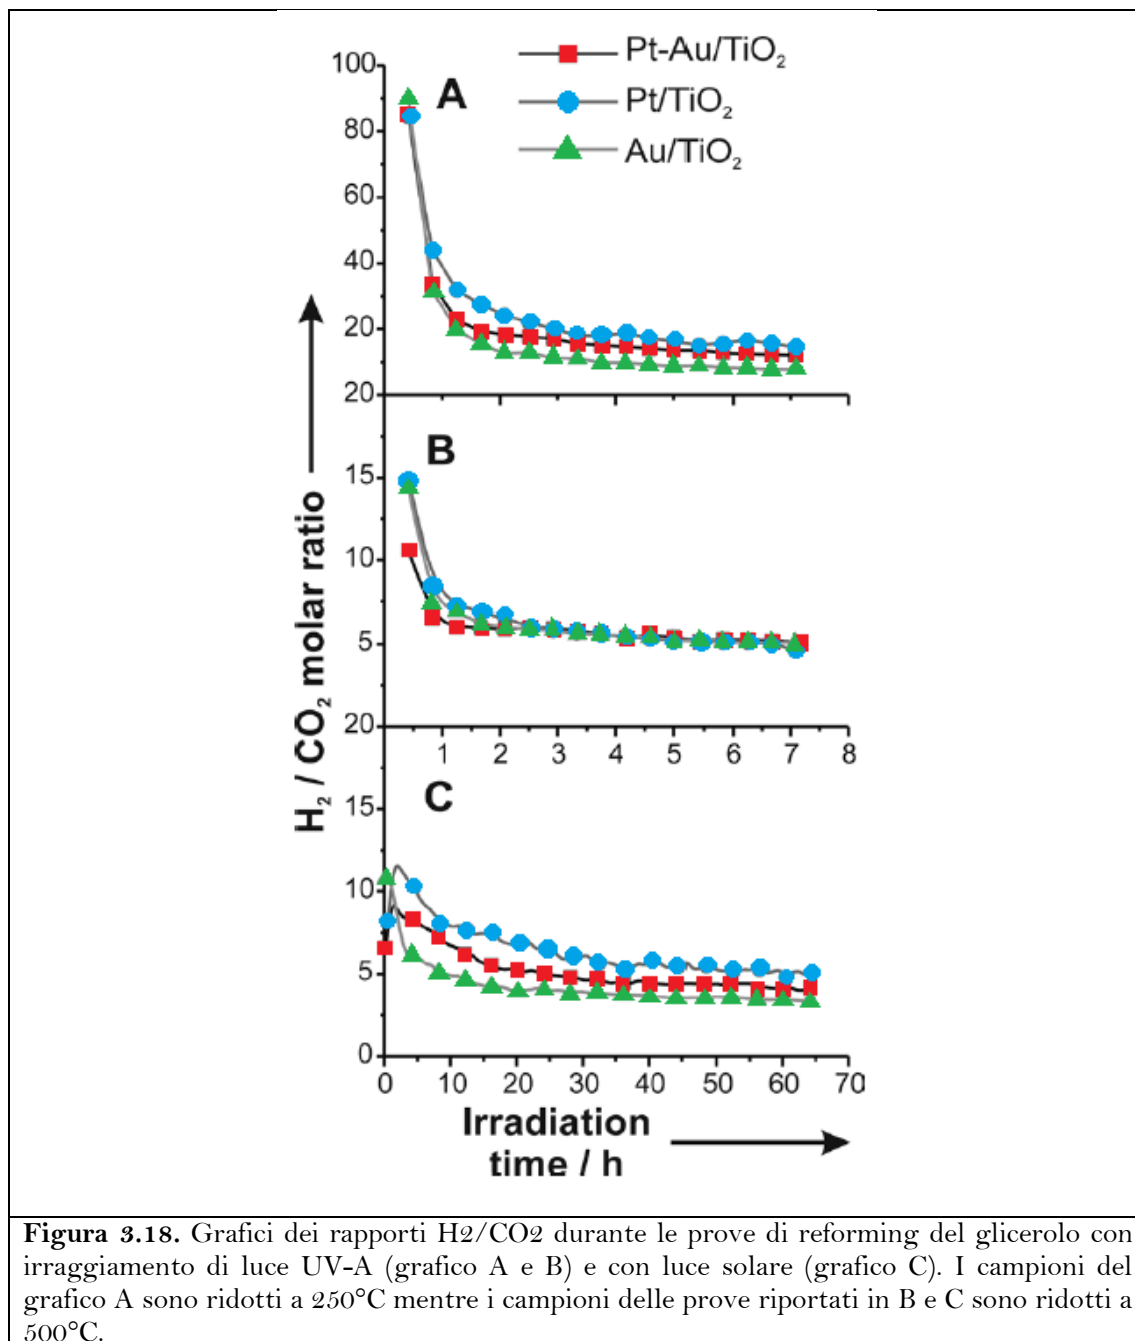 Pt-Au/TiO₂
Pt/TiO₂
Au/TiO₂
100
80
60
40
20
20
A
15
10
5
20
B
1 2 3 4 5 6 7 8
15
10
5
0
C
0 10 20 30 40 50 60 70
H₂ / CO₂ molar ratio
Irradiation
time / h
Figura 3.18. Grafici dei rapporti H2/CO2 durante le prove di reforming del glicerolo con
irraggiamento di luce UV-A (grafico A e B) e con luce solare (grafico C). I campioni del
grafico A sono ridotti a 250°C mentre i campioni delle prove riportati in B e C sono ridotti a
500°C.